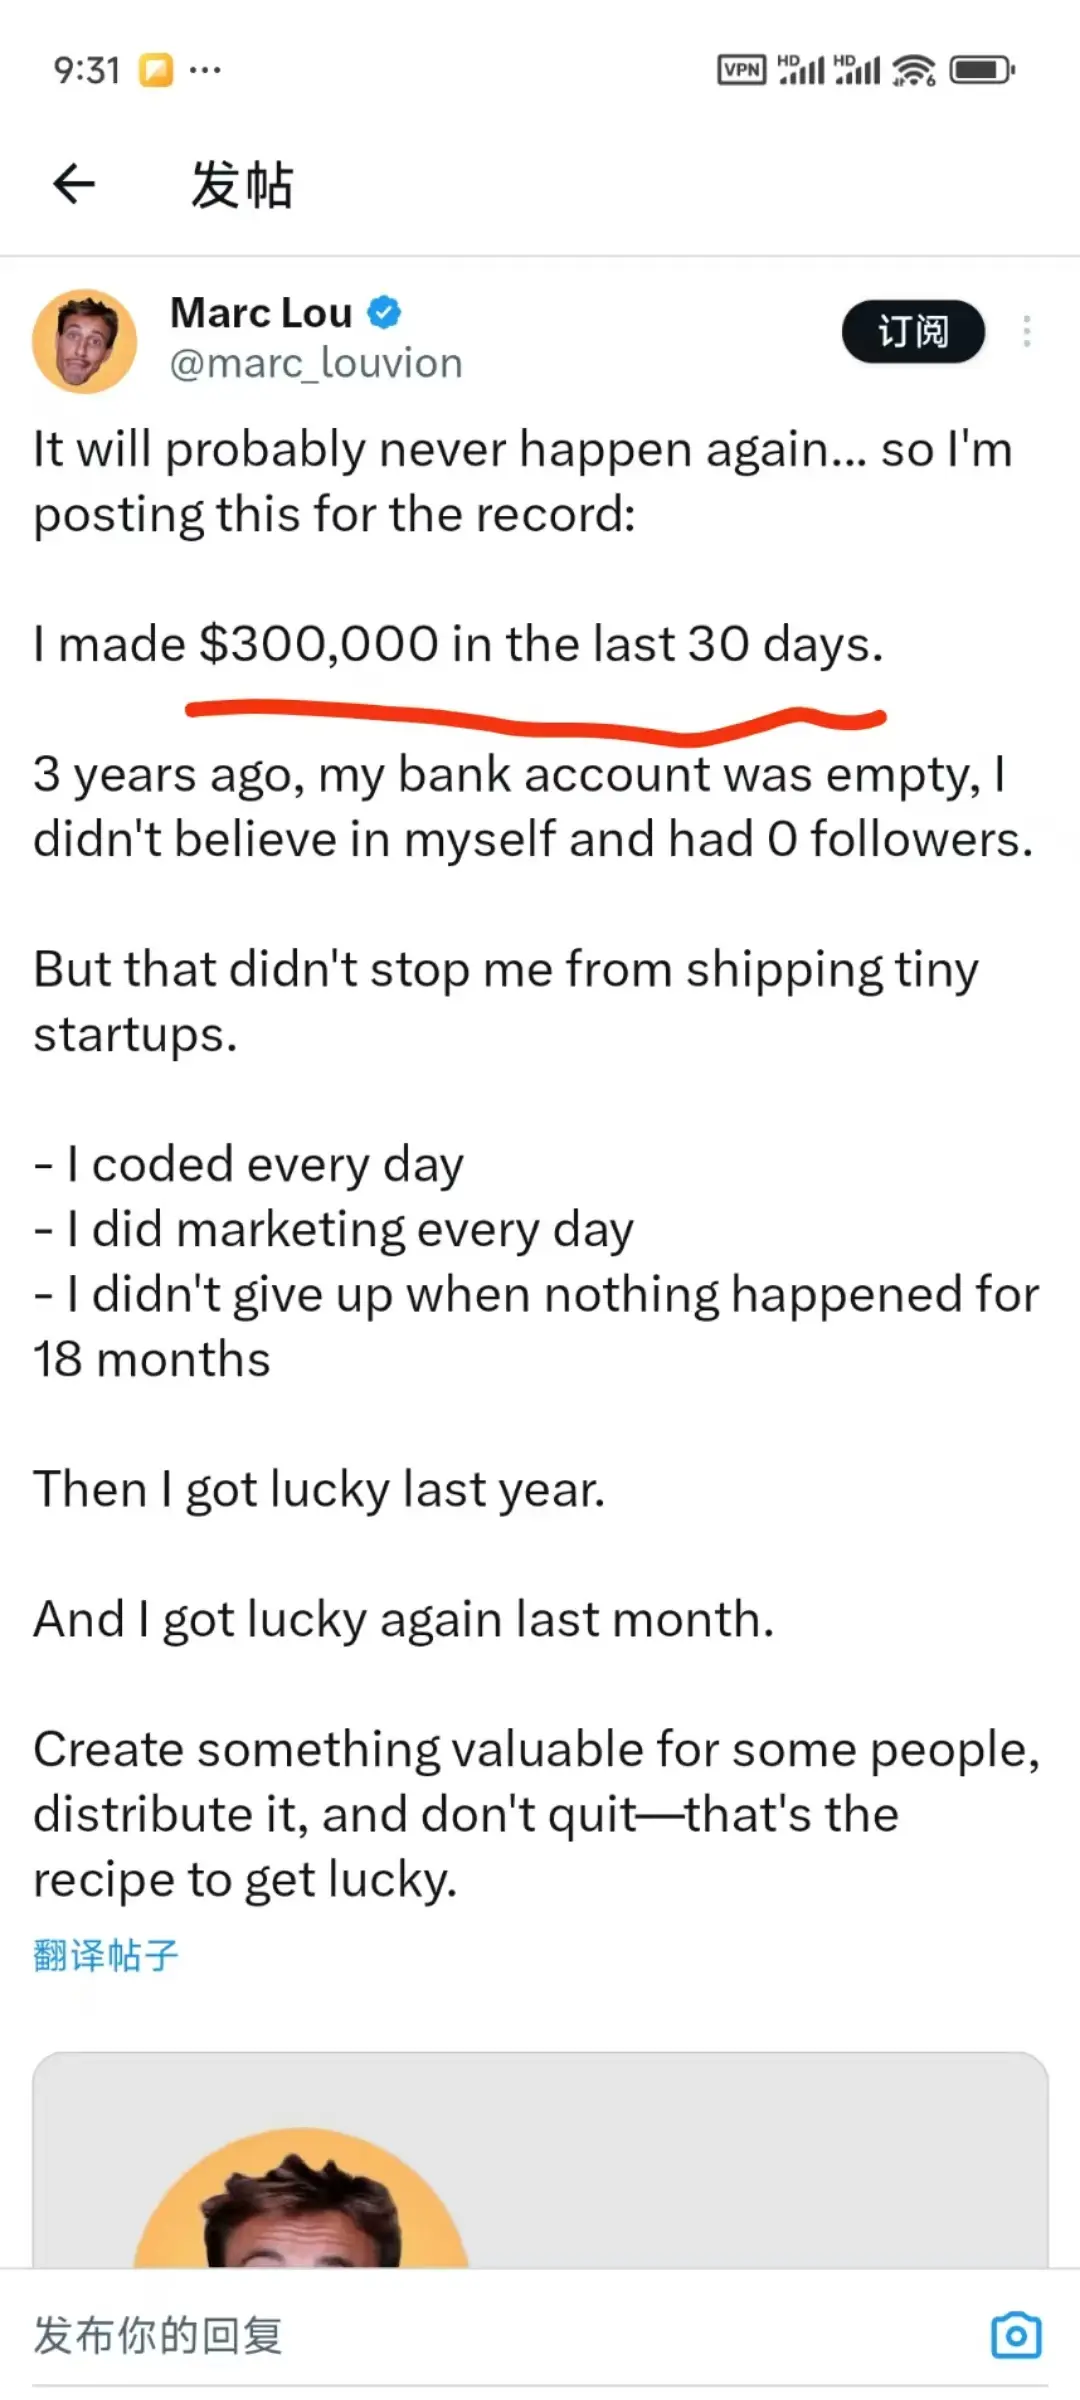 9:31 ...
VPN HD HD 6
发帖
Marc Lou
@marc_louvion
订阅
It will probably never happen again... so I'm
posting this for the record:
I made $300,000 in the last 30 days.
3 years ago, my bank account was empty, I
didn't believe in myself and had 0 followers.
But that didn't stop me from shipping tiny
startups.
- I coded every day
- I did marketing every day
- I didn't give up when nothing happened for
18 months
Then I got lucky last year.
And I got lucky again last month.
Create something valuable for some people,
distribute it, and don't quit—that's the
recipe to get lucky.
翻译帖子
发布你的回复